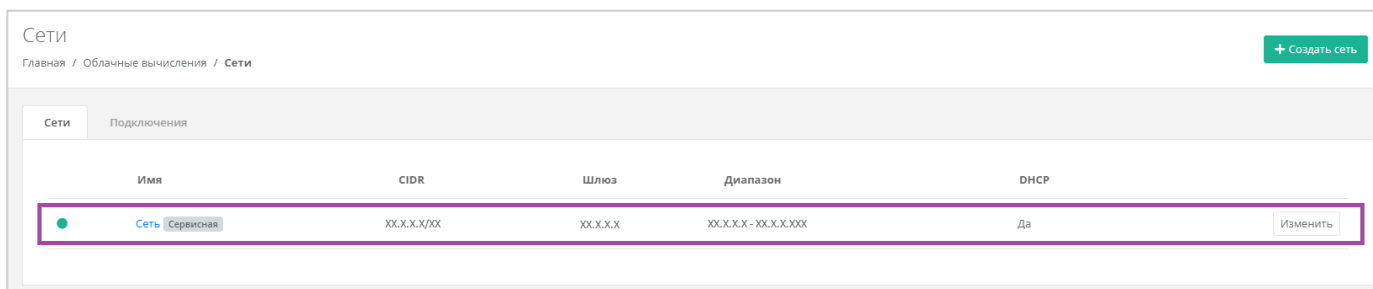 Сети
Главная / Облачные вычисления / Сети
+ Создать сеть
Сети Подключения
Имя CIDR Шлюз Диапазон DHCP
Сеть Сервисная XX.X.X.X/XX XX.X.X.X XX.X.X.X - XX.X.X.XXX Да Изменить